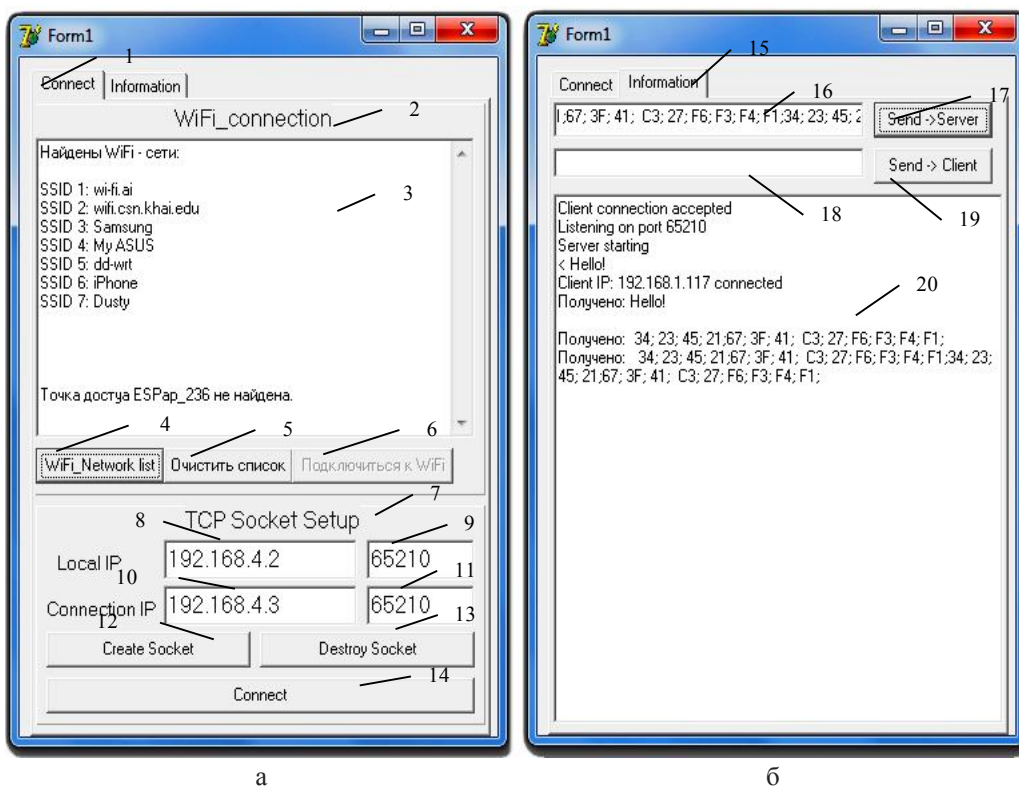 Form1
1
Connect Information
WiFi_connection 2
Найдены WiFi - сети:
SSID 1: wi-fi.ai
SSID 2: wifi.csn.khai.edu
3
SSID 3: Samsung
SSID 4: My ASUS
SSID 5: dd-wrt
SSID 6: iPhone
SSID 7: Dusty
Точка достуа ESPap_236 не найдена.
4 5 6
WiFi_Network list Очистить список Подключиться к WiFi
7
TCP Socket Setup
8 9
Local IP 192.168.4.2 65210
10 11
Connection IP 192.168.4.3 65210
12 13
Create Socket Destroy Socket
14
Connect
а
Form1
15
Connect Information
16 17
;67; 3F; 41; C3; 27; F6; F3; F4; F1;34; 23; 45; 2 Send ->Server
Send -> Client
18 19
Client connection accepted
Listening on port 65210
Server starting
< Hello!
Client IP: 192.168.1.117 connected
20
Получено: Hello!
Получено: 34; 23; 45; 21;67; 3F; 41; C3; 27; F6; F3; F4; F1;
Получено: 34; 23; 45; 21;67; 3F; 41; C3; 27; F6; F3; F4; F1;34; 23;
45; 21;67; 3F; 41; C3; 27; F6; F3; F4; F1;
б